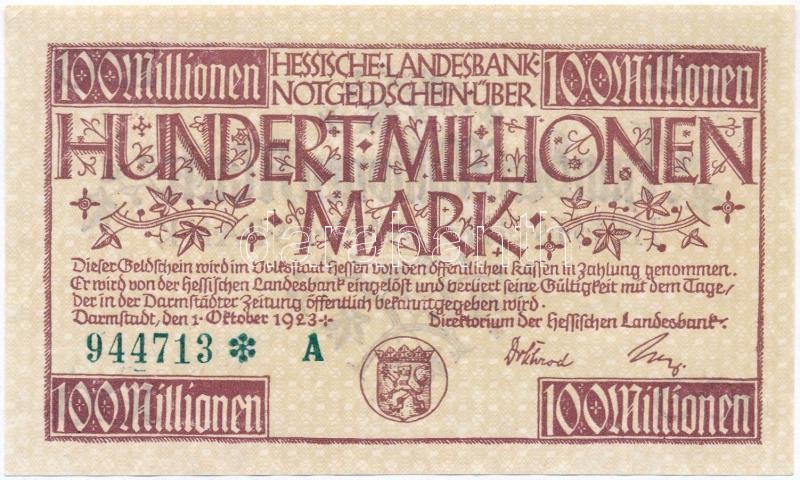 100 Millionen
HESSISCHE·LANDESBANK·
NOTGELDSCHEIN·ÜBER
100 Millionen
HUNDERT·MILLIONEN
·MARK·
Dieser Geldschein wird im Volksstaat Hessen von den öffentlichen Kassen in Zahlung genommen.
Er wird von der Hessischen Landesbank eingelöst und verliert seine Gültigkeit mit dem Tage,
der in der Darmstädter Zeitung öffentlich bekanntgegeben wird.
Darmstadt, den 1·Oktober 1923
Direktorium der Hessischen Landesbank·
944713 * A
100 Millionen
100 Millionen
darabanth